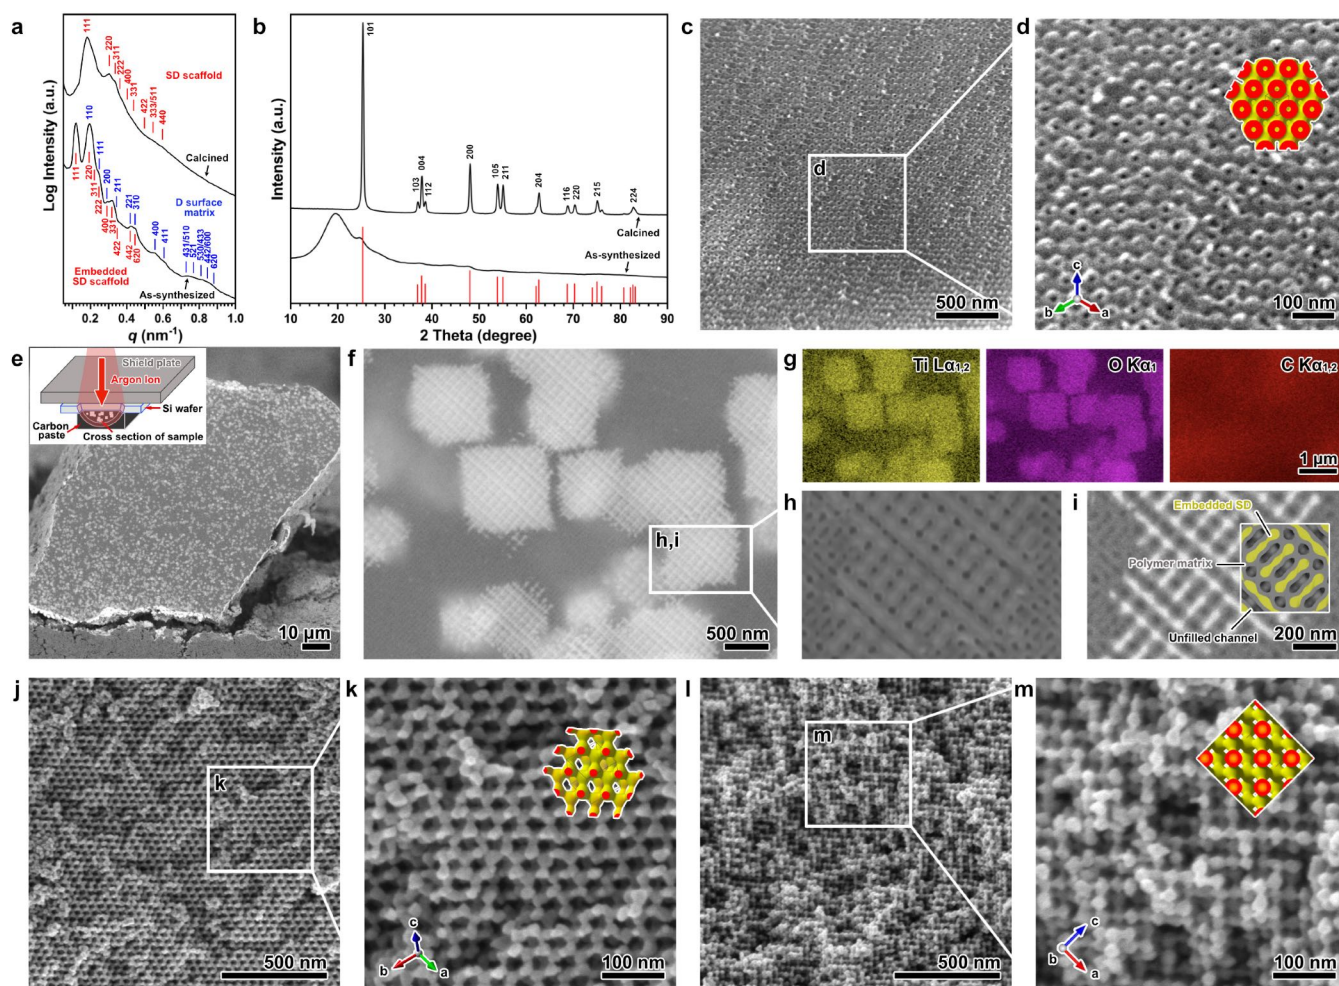 a
Log Intensity (a.u.)
111
220
311
222
400
331
422
333/511
440
SD scaffold
Calcined
110
111
200
211
221
310
400
411
431/510
521
530/433
442/600
620
D surface
matrix
111
220
311
222
400
331
422
442
620
Embedded
SD scaffold
As-synthesized
0.2 0.4 0.6 0.8 1.0
q (nm⁻¹)
b
Intensity (a.u.)
101
103
004
112
200
105
211
204
116
220
215
224
Calcined
As-synthesized
10 20 30 40 50 60 70 80 90
2 Theta (degree)
c
d
500 nm
d
c
b
a
100 nm
e
Shield plate
Argon Ion
Si wafer
Carbon
paste
Cross section of sample
10 µm
f
h,i
500 nm
g
Ti Lα1,2
O Kα1
C Kα1,2
1 µm
h
i
Embedded SD
Polymer matrix
Unfilled channel
200 nm
j
k
500 nm
k
c
b
a
100 nm
l
m
500 nm
m
c
b
a
100 nm